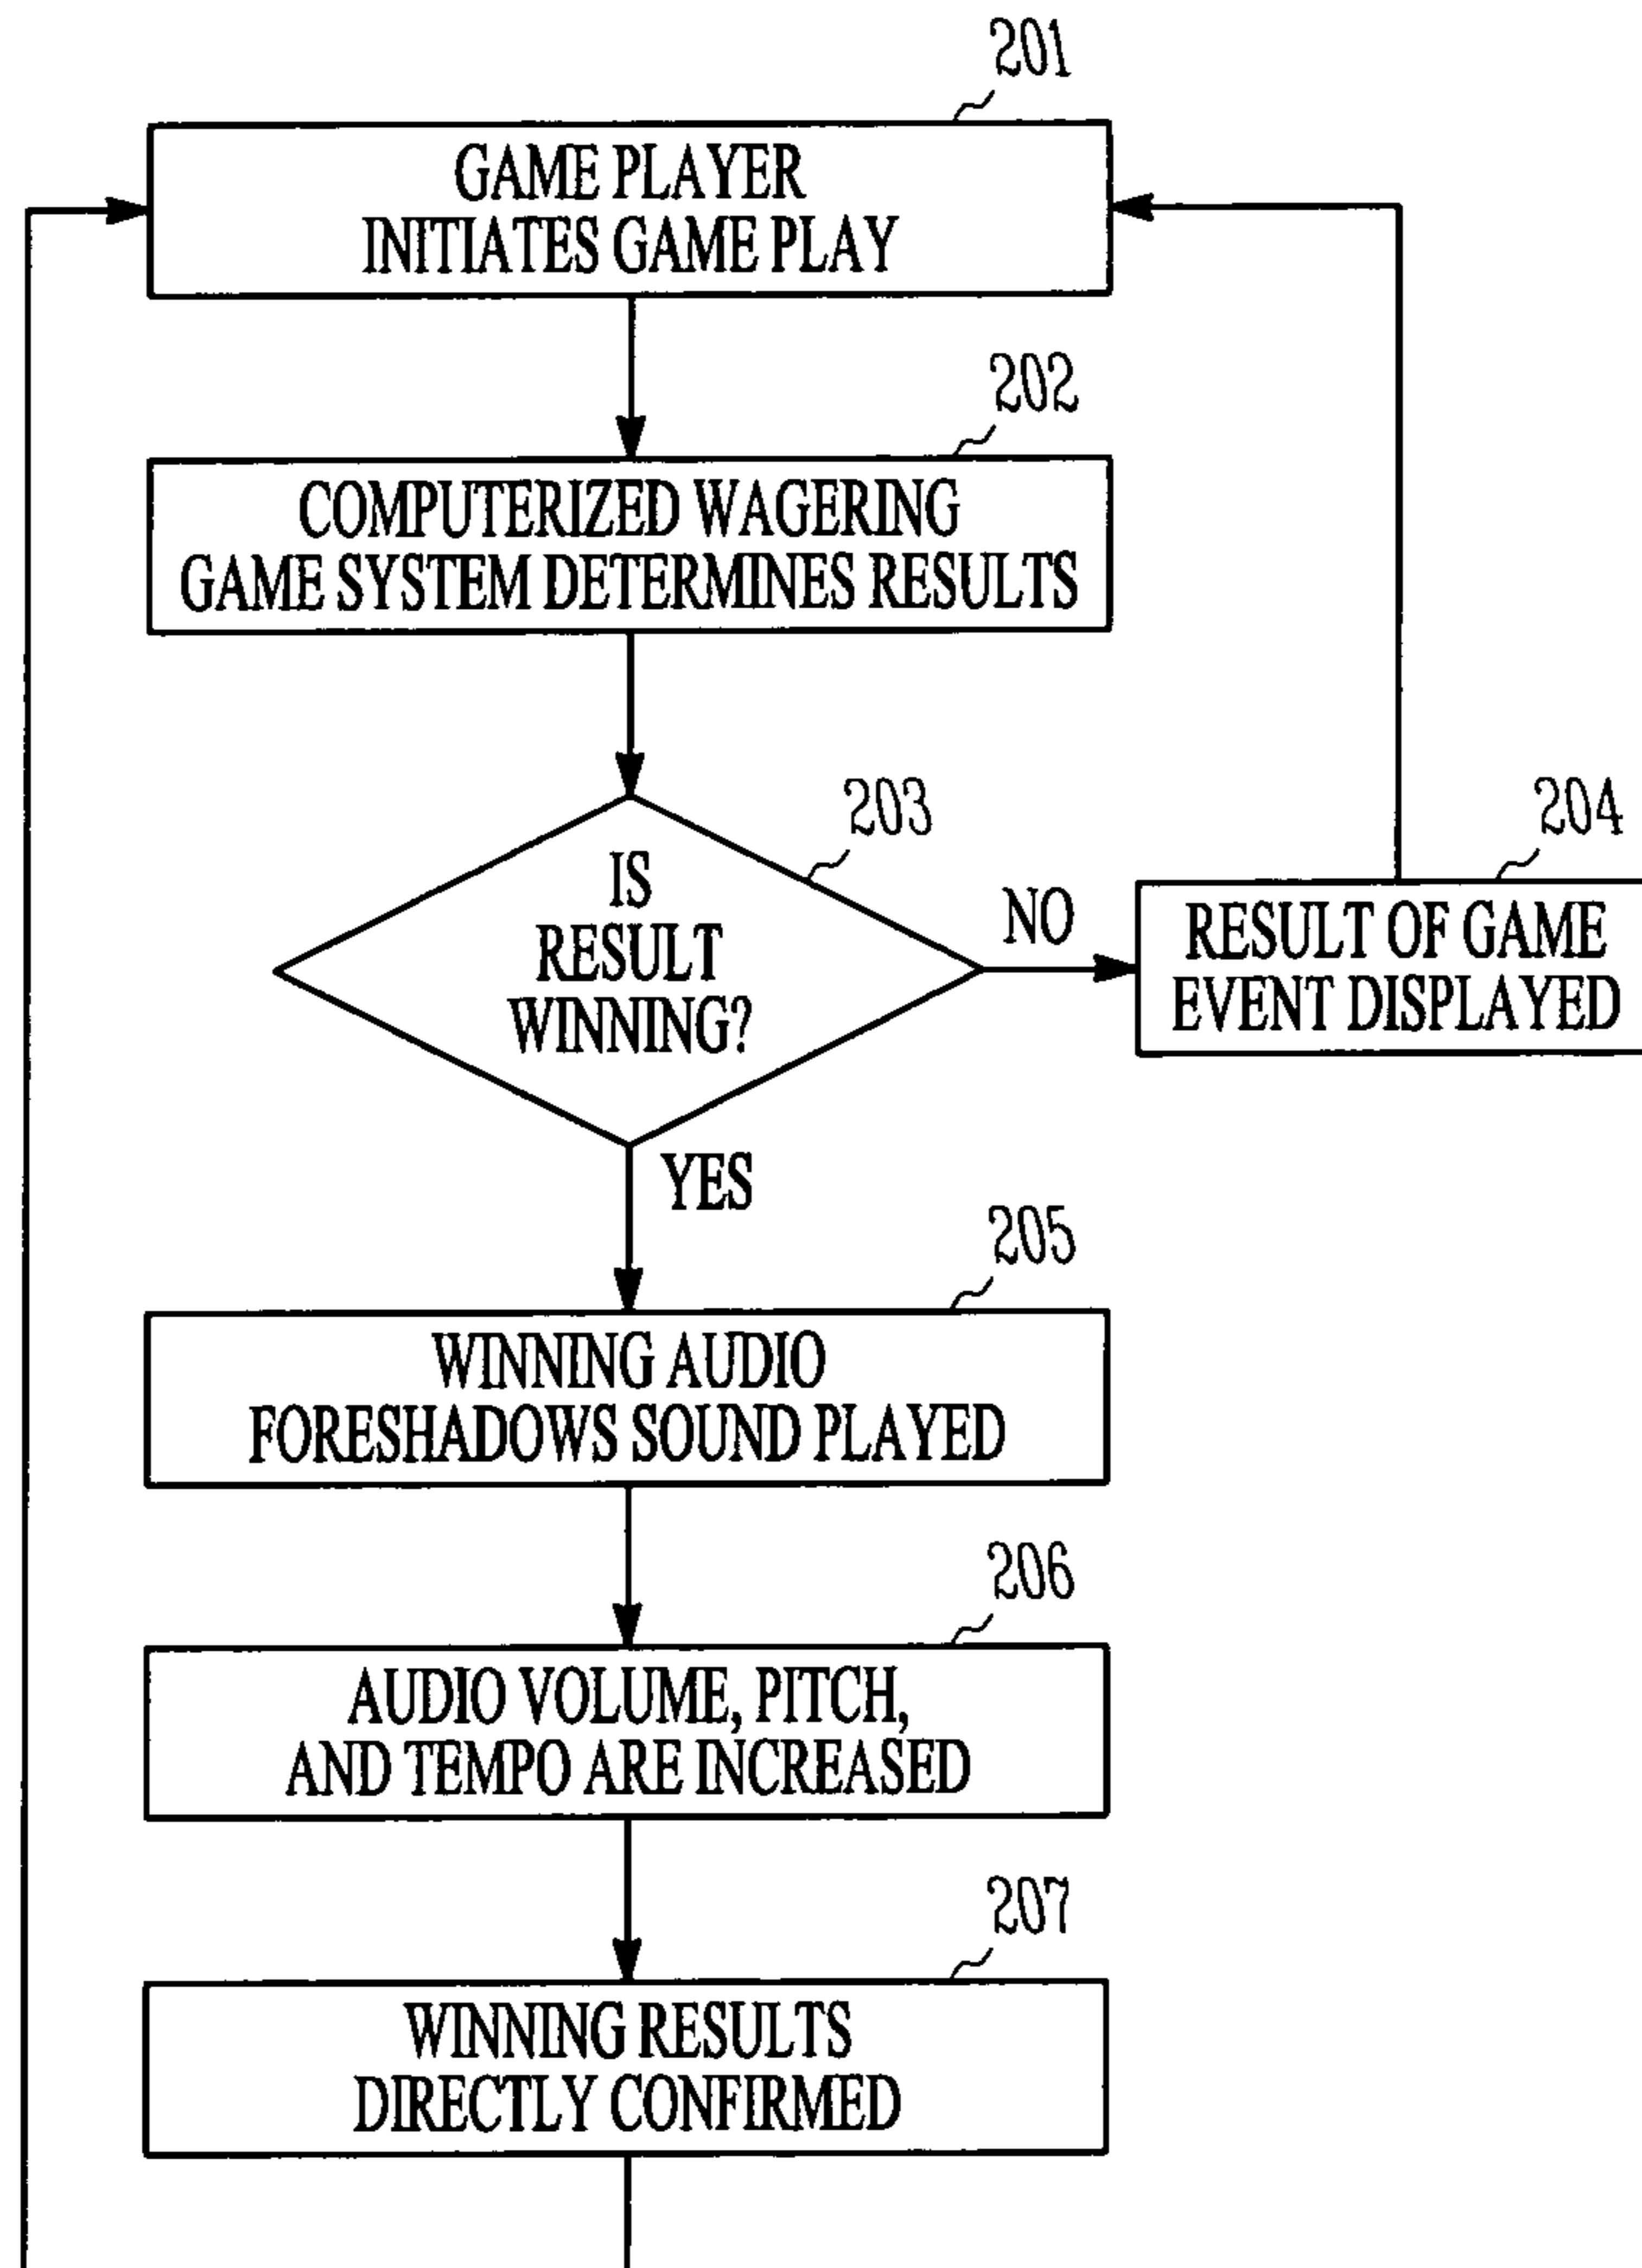 201
GAME PLAYER
INITIATES GAME PLAY
202
COMPUTERIZED WAGERING
GAME SYSTEM DETERMINES RESULTS
203
IS
RESULT
WINNING?
NO
204
RESULT OF GAME
EVENT DISPLAYED
YES
205
WINNING AUDIO
FORESHADOWS SOUND PLAYED
206
AUDIO VOLUME, PITCH,
AND TEMPO ARE INCREASED
207
WINNING RESULTS
DIRECTLY CONFIRMED